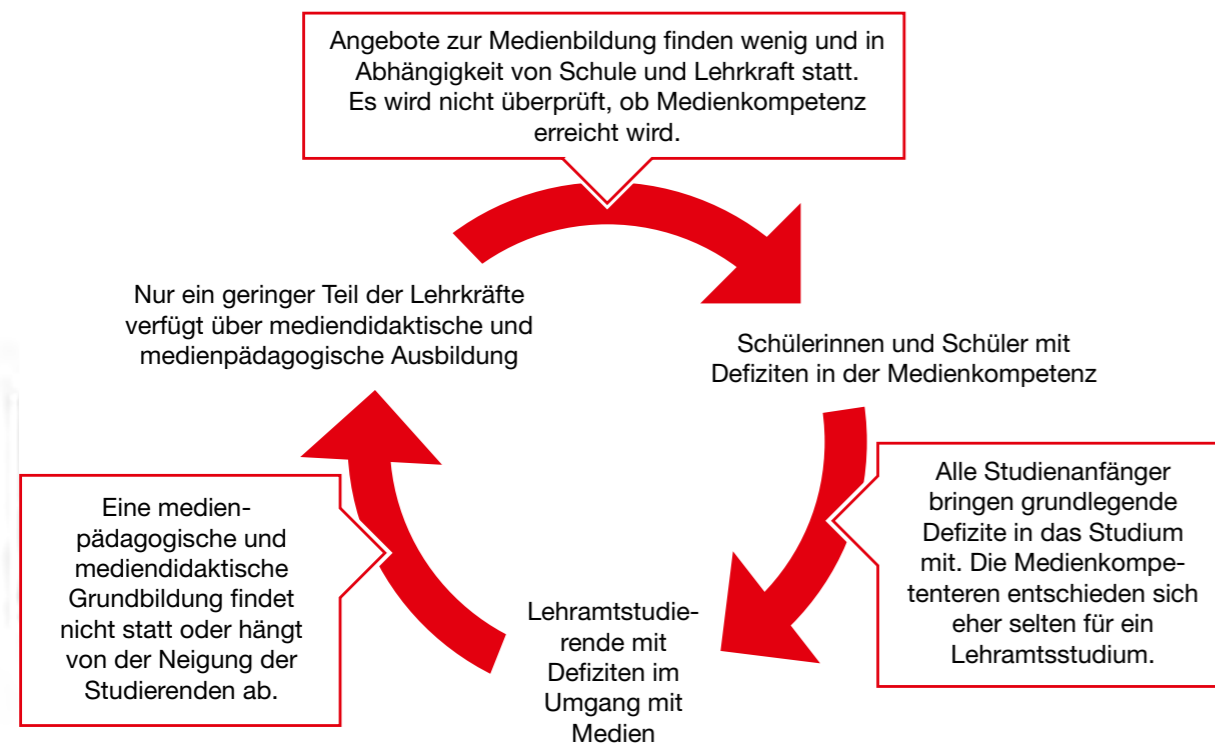 Angebote zur Medienbildung finden wenig und in
Abhängigkeit von Schule und Lehrkraft statt.
Es wird nicht überprüft, ob Medienkompetenz
erreicht wird.
Nur ein geringer Teil der Lehrkräfte
verfügt über mediendidaktische und
medienpädagogische Ausbildung
Schülerinnen und Schüler mit
Defiziten in der Medienkompetenz
Alle Studienanfänger
bringen grundlegende
Defizite in das Studium
mit. Die Medienkompe-
tenteren entschieden sich
eher selten für ein
Lehramtsstudium.
Lehramtstudie-
rende mit
Defiziten im
Umgang mit
Medien
Eine medien-
pädagogische und
mediendidaktische
Grundbildung findet
nicht statt oder hängt
von der Neigung der
Studierenden ab.